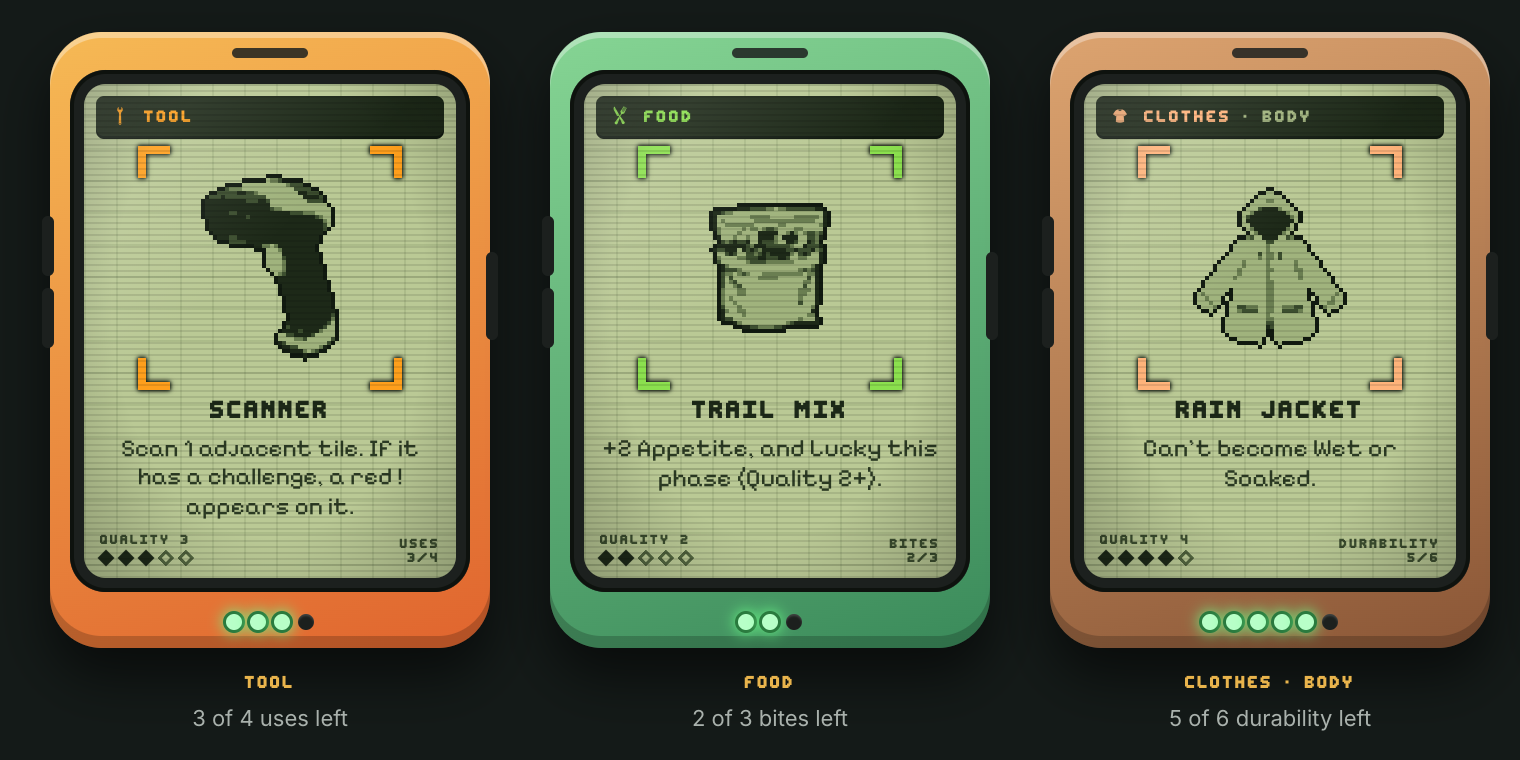 TOOL
SCANNER
Scan 1 adjacent tile. If it
has a challenge, a red !
appears on it.
QUALITY 3
USES
3/4
TOOL
3 of 4 uses left
FOOD
TRAIL MIX
+2 Appetite, and Lucky this
phase (Quality 2+).
QUALITY 2
BITES
2/3
FOOD
2 of 3 bites left
CLOTHES · BODY
RAIN JACKET
Can't become Wet or
Soaked.
QUALITY 4
DURABILITY
5/6
CLOTHES · BODY
5 of 6 durability left